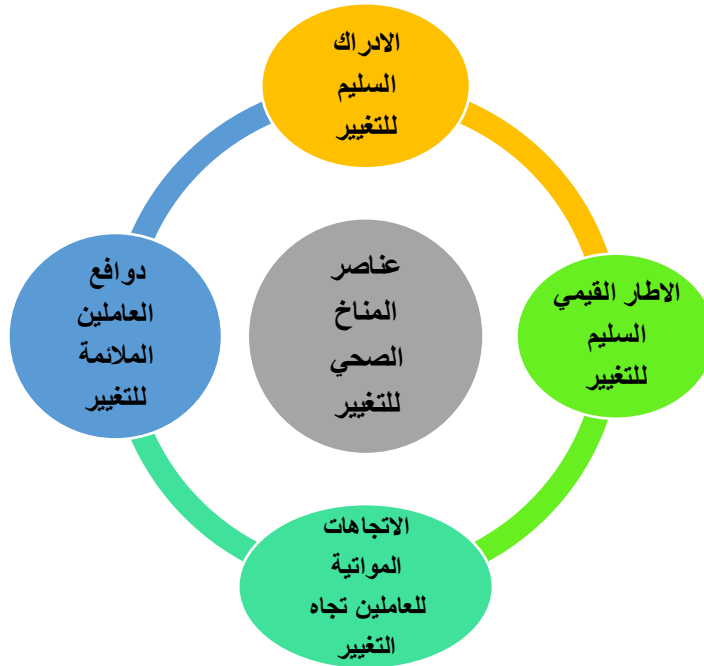 الادراك
السليم
للتغيير
الاطار القيمي
السليم
للتغيير
الاتجاهات
المواتية
للعاملين تجاه
التغيير
دوافع
العاملين
الملائمة
للتغيير
عناصر
المناخ
الصحي
للتغيير